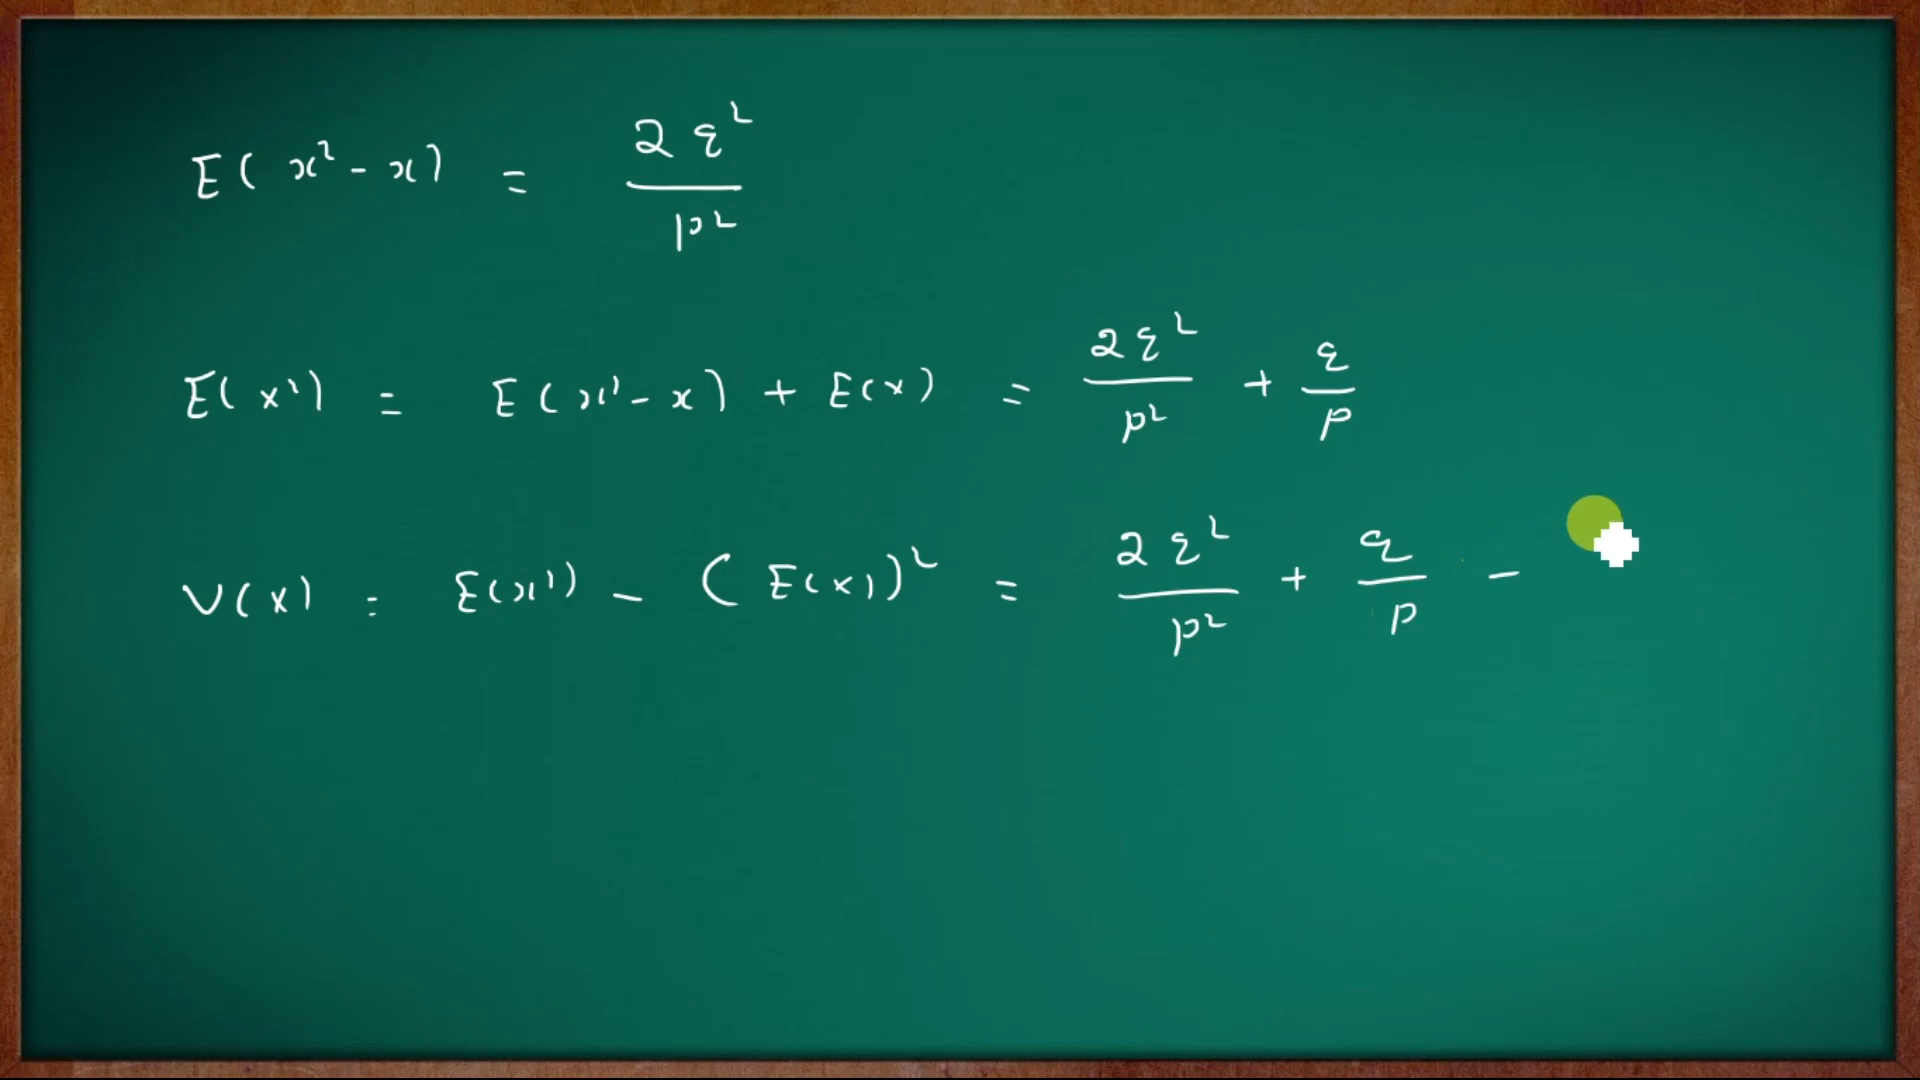 E(x² - x) = 2q²/p²
E(x²) = E(x² - x) + E(x) = 2q²/p² + q/p
V(x) = E(x²) - (E(x))² = 2q²/p² + q/p -